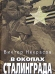 Виктор Некрасов
В ОКОПАХ
СТАЛИНГРАДА